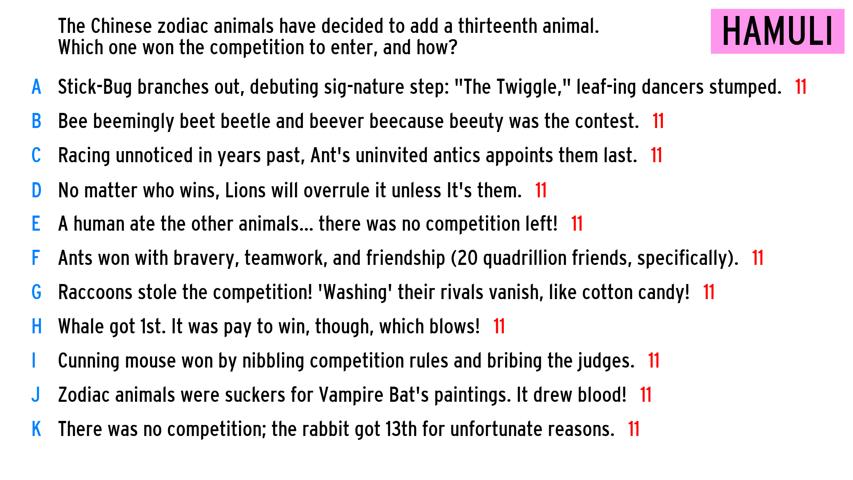 The Chinese zodiac animals have decided to add a thirteenth animal.
Which one won the competition to enter, and how?
HAMULI
A Stick-Bug branches out, debuting sig-nature step: "The Twiggle," leaf-ing dancers stumped. 11
B Bee beemingly beet beetle and beever beecause beeuty was the contest. 11
C Racing unnoticed in years past, Ant's uninvited antics appoints them last. 11
D No matter who wins, Lions will overrule it unless It's them. 11
E A human ate the other animals... there was no competition left! 11
F Ants won with bravery, teamwork, and friendship (20 quadrillion friends, specifically). 11
G Raccoons stole the competition! 'Washing' their rivals vanish, like cotton candy! 11
H Whale got 1st. It was pay to win, though, which blows! 11
I Cunning mouse won by nibbling competition rules and bribing the judges. 11
J Zodiac animals were suckers for Vampire Bat's paintings. It drew blood! 11
K There was no competition; the rabbit got 13th for unfortunate reasons. 11